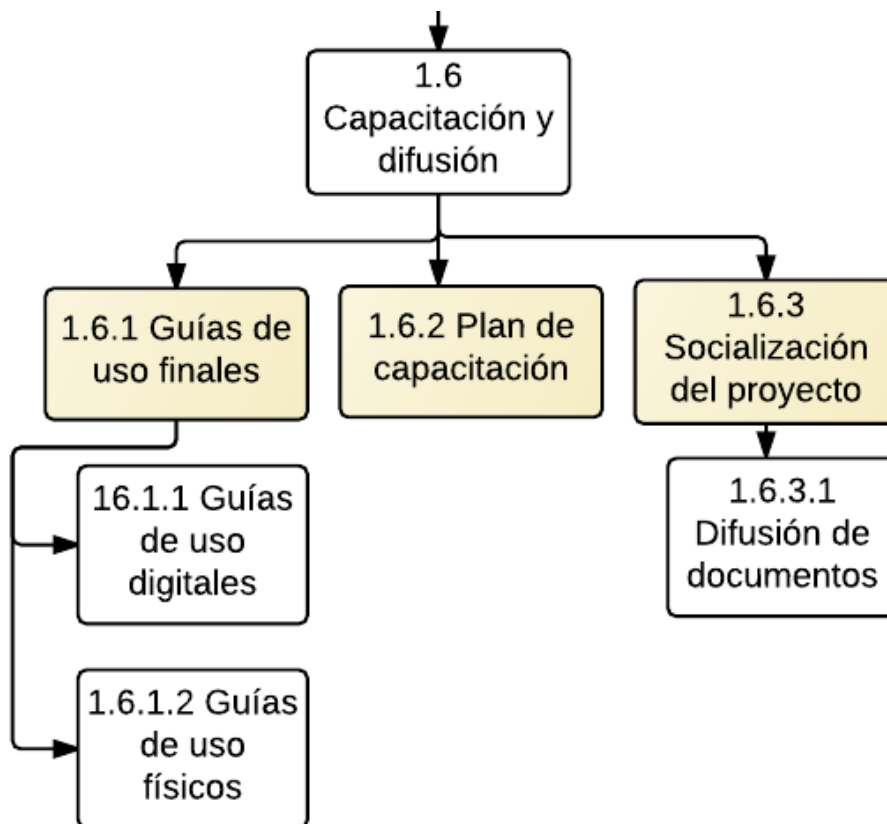 1.6
Capacitación y
difusión
1.6.1 Guías de
uso finales
1.6.2 Plan de
capacitación
1.6.3
Socialización
del proyecto
16.1.1 Guías
de uso
digitales
1.6.3.1
Difusión de
documentos
1.6.1.2 Guías
de uso
físicos